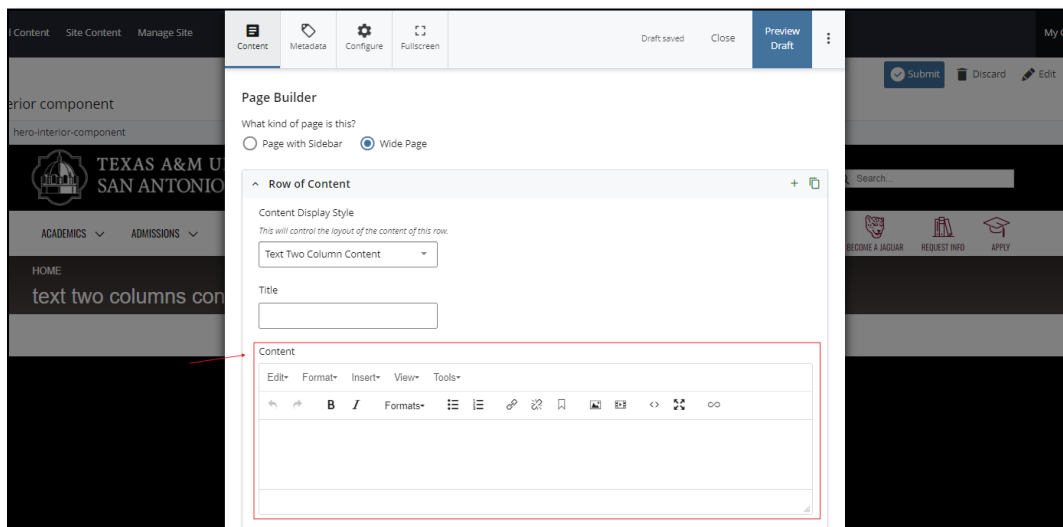 l Content Site Content Manage Site
Content Metadata Configure Fullscreen Draft saved Close Preview Draft
My
Submit Discard Edit
erior component
hero-interior-component
Page Builder
What kind of page is this?
Page with Sidebar Wide Page
TEXAS A&M U
SAN ANTONIO
Search...
Row of Content
Content Display Style
This will control the layout of the content of this row.
Text Two Column Content
ACADEMICS ADMISSIONS
BECOME A JAGUAR REQUEST INFO APPLY
HOME
text two columns con
Title
Content
Edit Format Insert View Tools
B I Formats